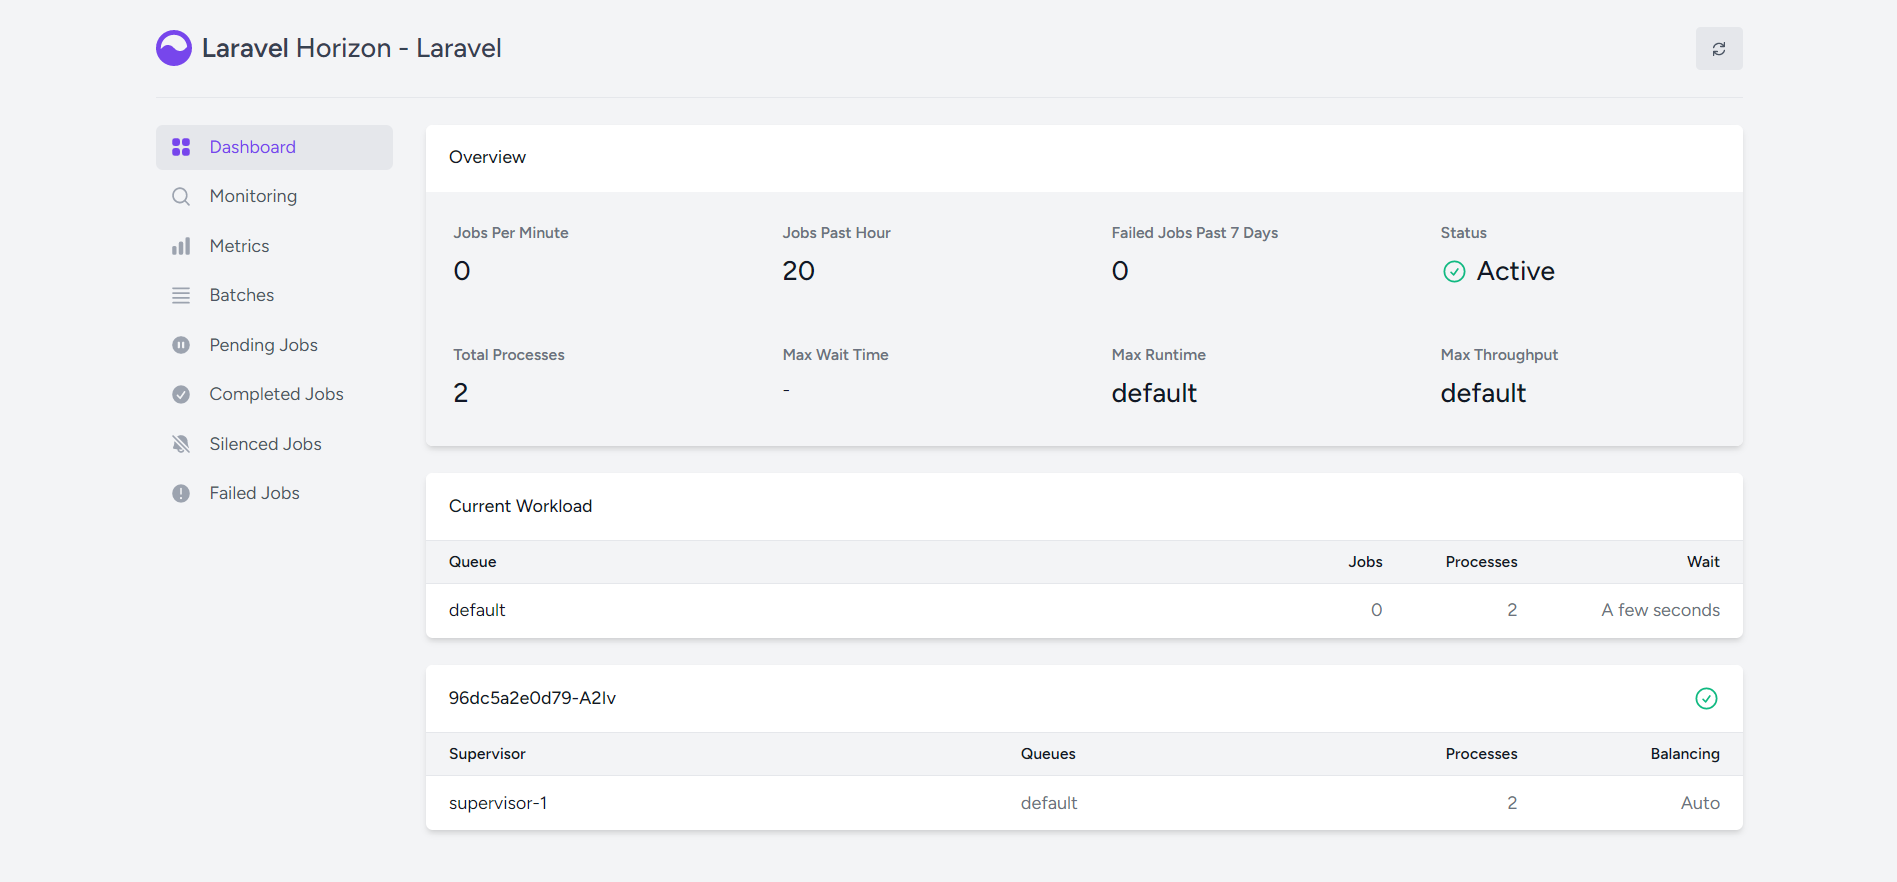 Laravel Horizon - Laravel
Dashboard
Monitoring
Metrics
Batches
Pending Jobs
Completed Jobs
Silenced Jobs
Failed Jobs
Overview
Jobs Per Minute Jobs Past Hour Failed Jobs Past 7 Days Status
0 20 0 Active
Total Processes Max Wait Time Max Runtime Max Throughput
2 - default default
Current Workload
Queue Jobs Processes Wait
default 0 2 A few seconds
96dc5a2e0d79-A2Iv
Supervisor Queues Processes Balancing
supervisor-1 default 2 Auto